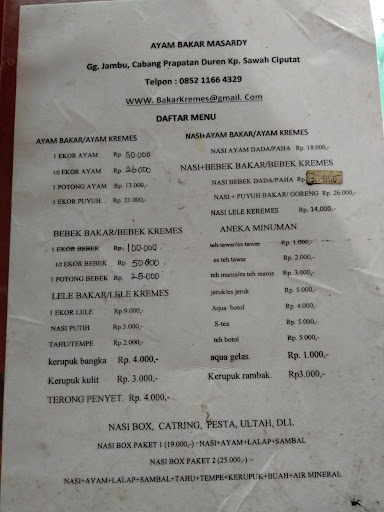 AYAM BAKAR MASARDY
Gg. Jambu, Cabang Prapatan Duren Kp. Sawah Ciputat
Telpon : 0852 1166 4329
WWW. BakarKremes@gmail. Com
DAFTAR MENU
AYAM BAKAR/AYAM KREMES
1 EKOR AYAM Rp. 50.000
1/2 EKOR AYAM Rp. 26.000
1 POTONG AYAM Rp. 13.000,-
1 EKOR PUYUH. Rp. 21.000,-
BEBEK BAKAR/BEBEK KREMES
1 EKOR BEBEK Rp. 100.000
1/2 EKOR BEBEK Rp. 50.000
1 POTONG BEBEK Rp. 25.000
LELE BAKAR/LELE KREMES
1 EKOR LELE Rp.9.000,-
NASI PUTIH Rp.5.000,-
TAHU/TEMPE Rp 2.000,-
kerupuk bangka Rp. 4.000,-
Kerupuk kulit Rp. 3.000,-
TERONG PENYET. Rp. 4.000,-
NASI+AYAM BAKAR/AYAM KREMES
NASI AYAM DADA/PAHA Rp. 18.000,-
NASI+BEBEK BAKAR/BEBEK KREMES
NASI BEBEK DADA/PAHA Rp 30.000,-
NASI + PUYUH BAKAR/ GORENG Rp. 26.000,-
NASI LELE KEREMES Rp. 14,000,-
ANEKA MINUMAN
teh tawar/es tawar Rp. 1.000,-
es teh tawar Rp. 2.000,-
teh manis/es teh manis Rp. 3.000,-
jeruk/es jeruk Rp. 5.000,-
Aqua botol Rp. 4.000,-
S-tea Rp. 5.000,-
teh botol Rp. 5.000,-
aqua gelas. Rp. 1.000,-
Kerupuk rambak. Rp3.000,-
NASI BOX, CATRING, PESTA, ULTAH, DLL
NASI BOX PAKET 1 (19.000,-) :-NASI+AYAM+LALAP+SAMBAL
NASI BOX PAKET 2 (25.000,-) :-
NASI+AYAM+LALAP+SAMBAL+TAHU+TEMPE+KERUPUK+BUAH+AIR MINERAL